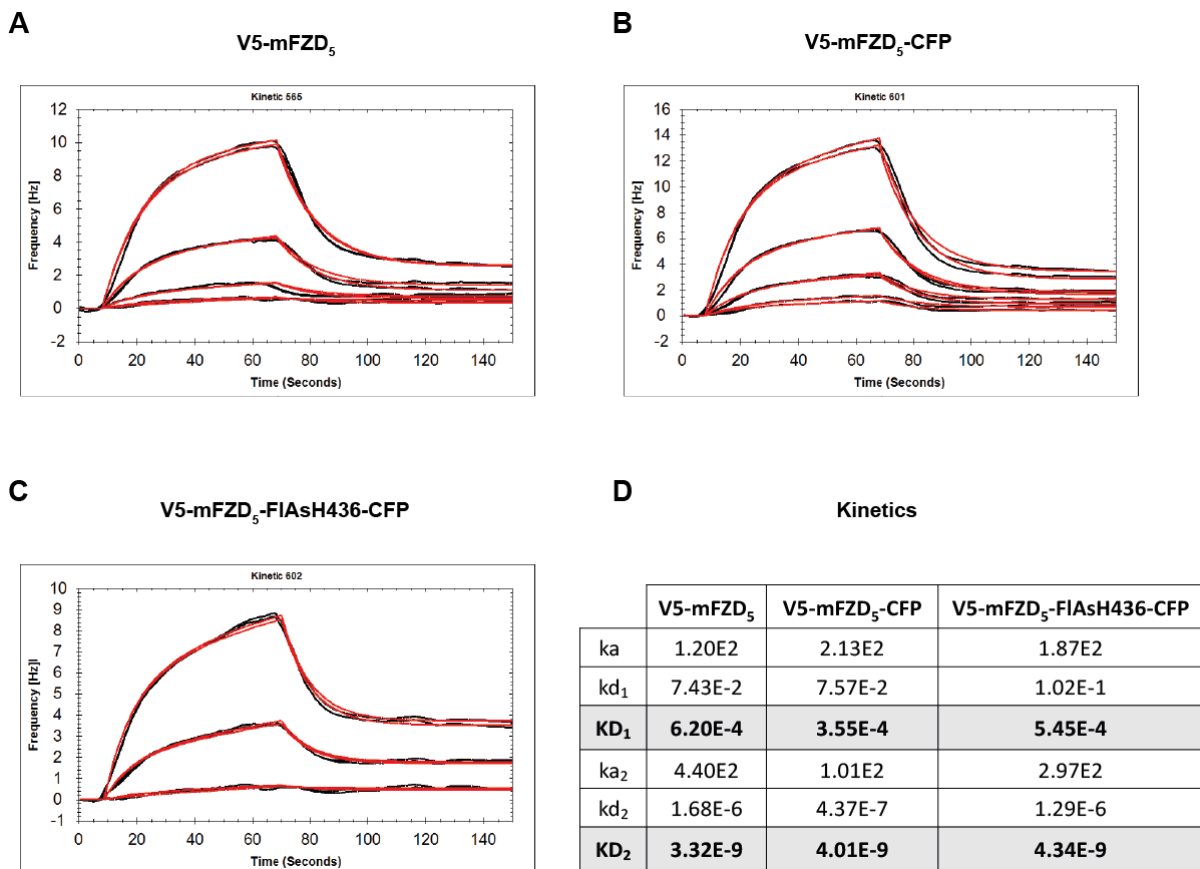 A
V5-mFZD5
Kinetic 565
Frequency [Hz]
12
10
8
6
4
2
0
-2
0 20 40 60 80 100 120 140
Time (Seconds)
B
V5-mFZD5-CFP
Kinetic 601
Frequency [Hz]
16
14
12
10
8
6
4
2
0
-2
0 20 40 60 80 100 120 140
Time (Seconds)
C
V5-mFZD5-FlAsH436-CFP
Kinetic 602
Frequency [Hz]l
10
9
8
7
6
5
4
3
2
1
0
-1
0 20 40 60 80 100 120 140
Time (Seconds)
D
Kinetics
V5-mFZD5 V5-mFZD5-CFP V5-mFZD5-FlAsH436-CFP
ka 1.20E2 2.13E2 1.87E2
kd1 7.43E-2 7.57E-2 1.02E-1
KD1 6.20E-4 3.55E-4 5.45E-4
ka2 4.40E2 1.01E2 2.97E2
kd2 1.68E-6 4.37E-7 1.29E-6
KD2 3.32E-9 4.01E-9 4.34E-9